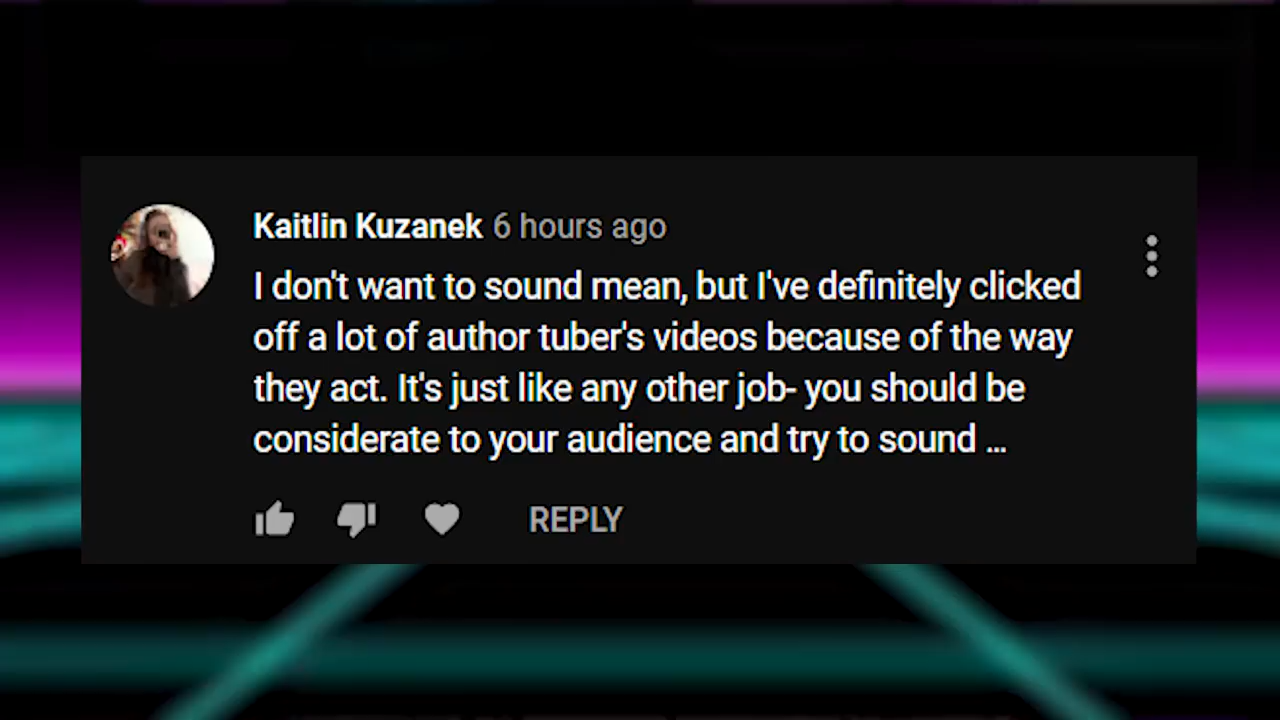 Kaitlin Kuzanek 6 hours ago
I don't want to sound mean, but I've definitely clicked
off a lot of author tuber's videos because of the way
they act. It's just like any other job- you should be
considerate to your audience and try to sound ...
REPLY